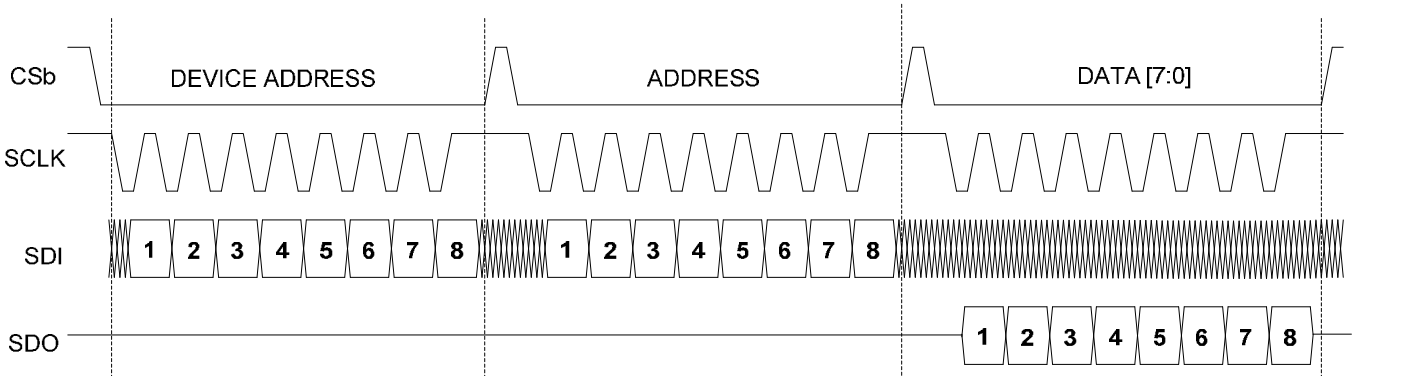 CSb DEVICE ADDRESS ADDRESS DATA [7:0]
SCLK
SDI 1 2 3 4 5 6 7 8 1 2 3 4 5 6 7 8
SDO 1 2 3 4 5 6 7 8